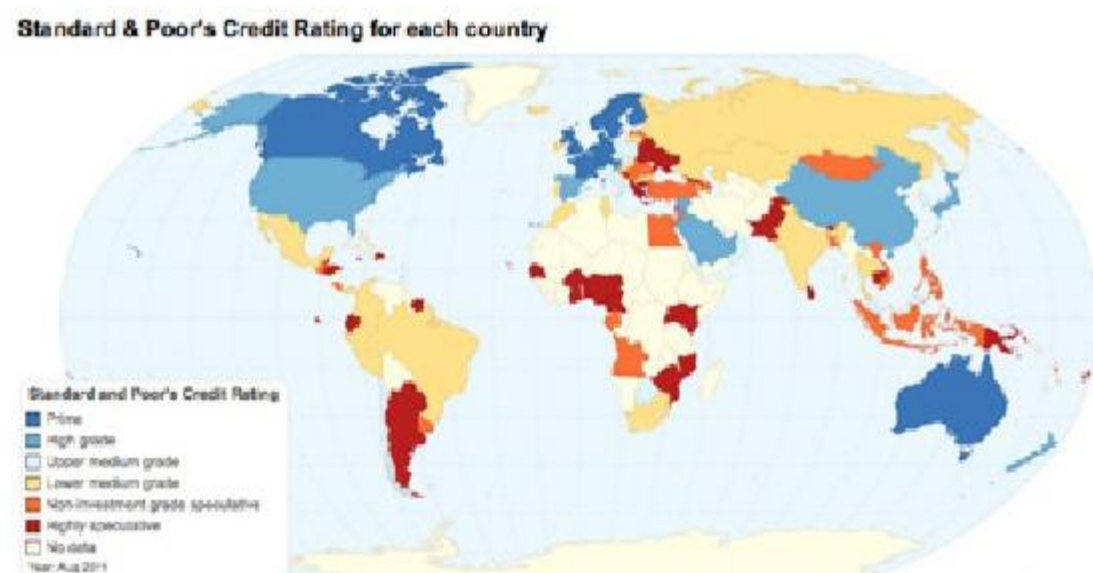 Standard & Poor's Credit Rating for each country
Standard and Poor's Credit Rating
Prime
High grade
Upper medium grade
Lower medium grade
Non-investment grade speculative
Highly speculative
No data
Year: Aug 2011